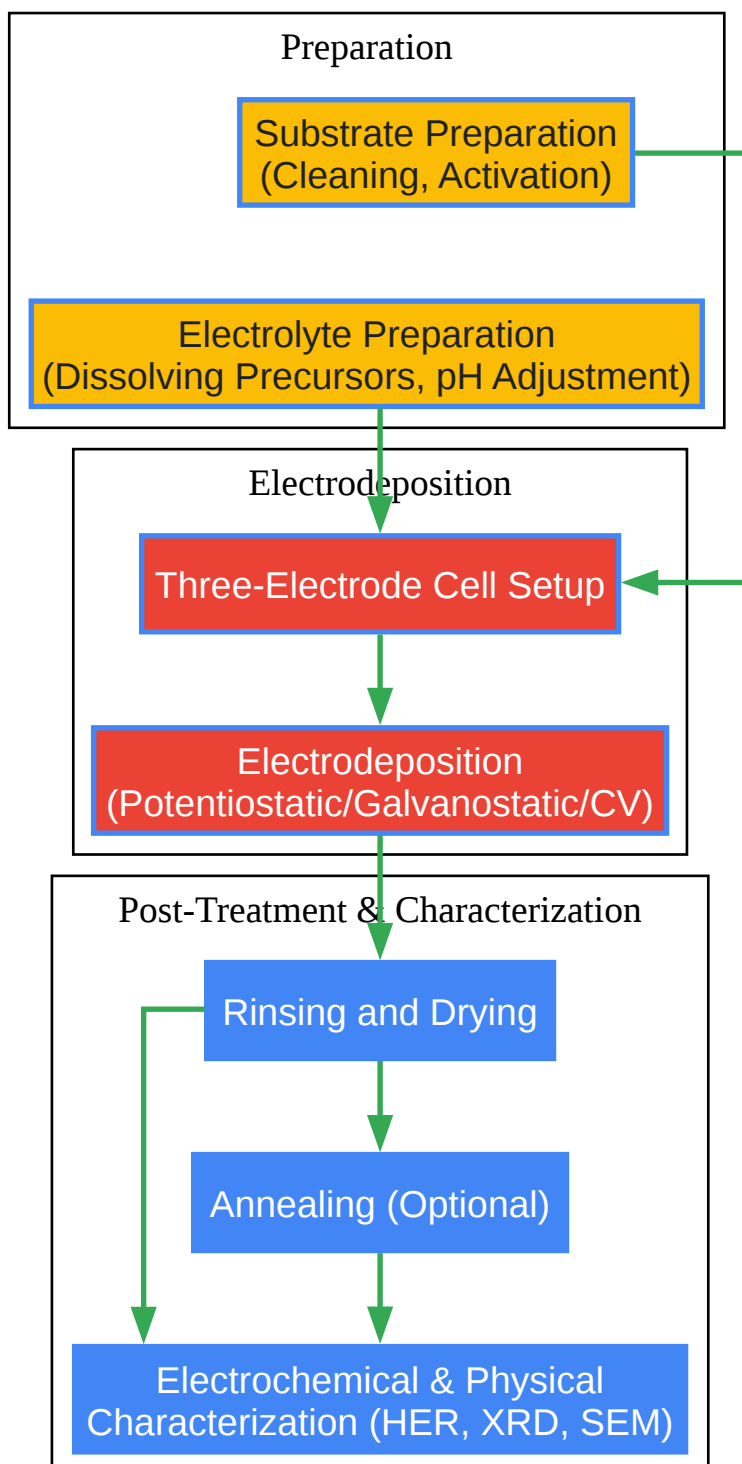 Preparation
Substrate Preparation
(Cleaning, Activation)
Electrolyte Preparation
(Dissolving Precursors, pH Adjustment)
Electrodeposition
Three-Electrode Cell Setup
Electrodeposition
(Potentiostatic/Galvanostatic/CV)
Post-Treatment & Characterization
Rinsing and Drying
Annealing (Optional)
Electrochemical & Physical
Characterization (HER, XRD, SEM)